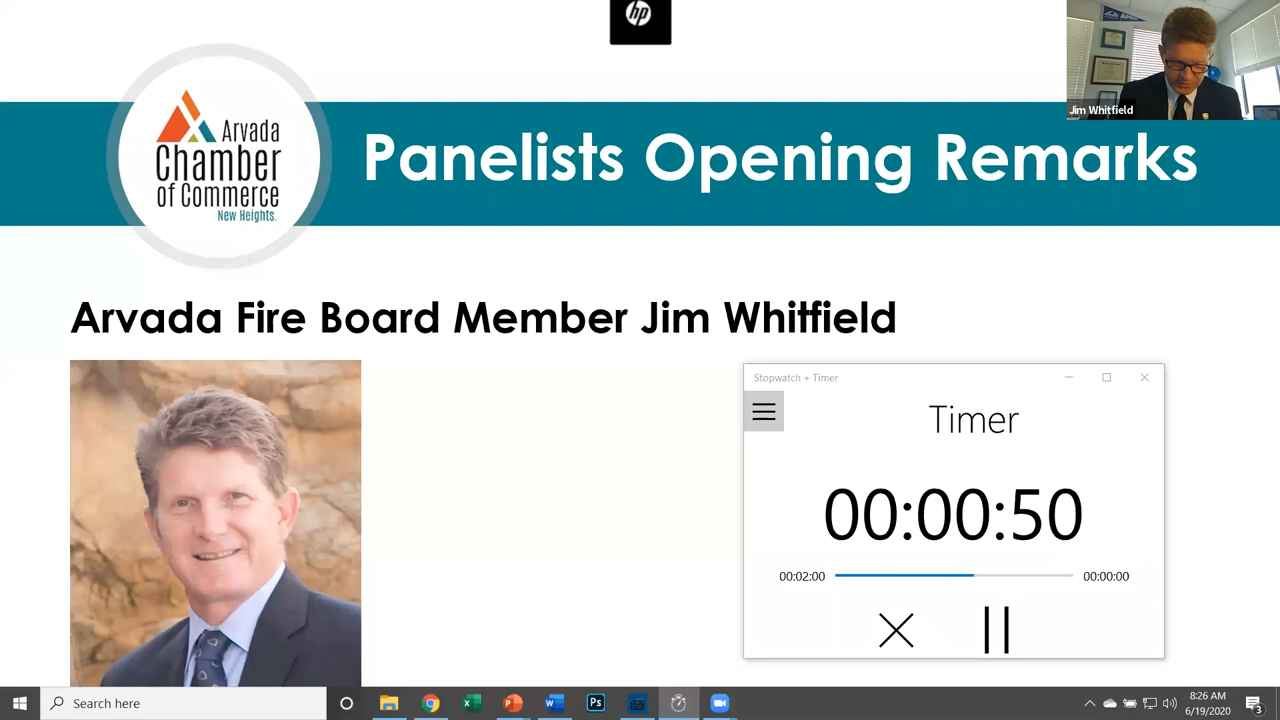 hp
Jim Whitfield
Arvada
Chamber
of Commerce
New Heights.
Panelists Opening Remarks
Arvada Fire Board Member Jim Whitfield
Stopwatch + Timer
Timer
00:00:50
00:02:00
00:00:00
Search here
Ps
8:26 AM
6/19/2020
3